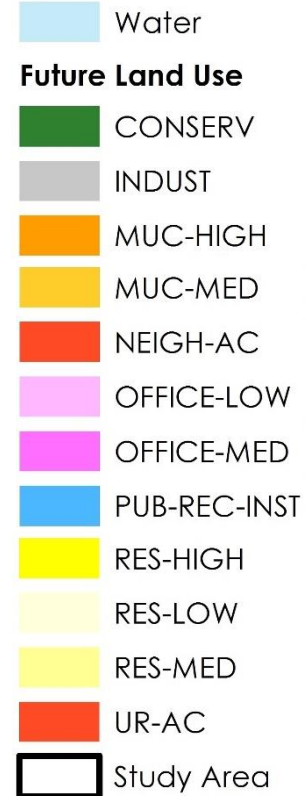 Water
Future Land Use
CONSERV
INDUST
MUC-HIGH
MUC-MED
NEIGH-AC
OFFICE-LOW
OFFICE-MED
PUB-REC-INST
RES-HIGH
RES-LOW
RES-MED
UR-AC
Study Area